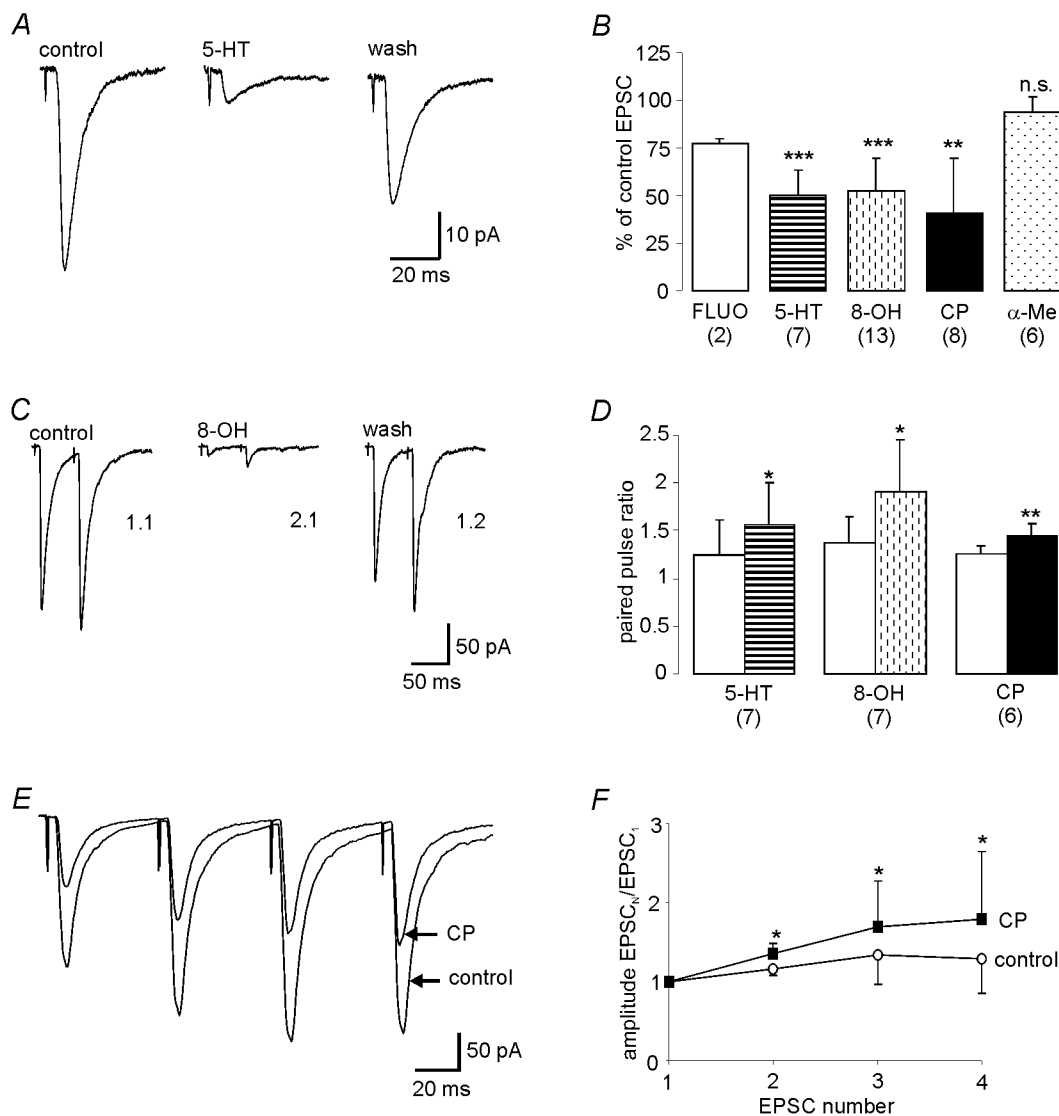 A
control
5-HT
wash
10 pA
20 ms
B
% of control EPSC
125
100
75
50
25
0
***
***
**
n.s.
FLUO
(2)
5-HT
(7)
8-OH
(13)
CP
(8)
α-Me
(6)
C
control
8-OH
wash
1.1
2.1
1.2
50 pA
50 ms
D
paired pulse ratio
2.5
2
1.5
1
0.5
0
*
*
**
5-HT
(7)
8-OH
(7)
CP
(6)
E
CP
control
50 pA
20 ms
F
amplitude EPSC_N/EPSC_1
3
2
1
0
*
*
*
CP
control
1
2
3
4
EPSC number